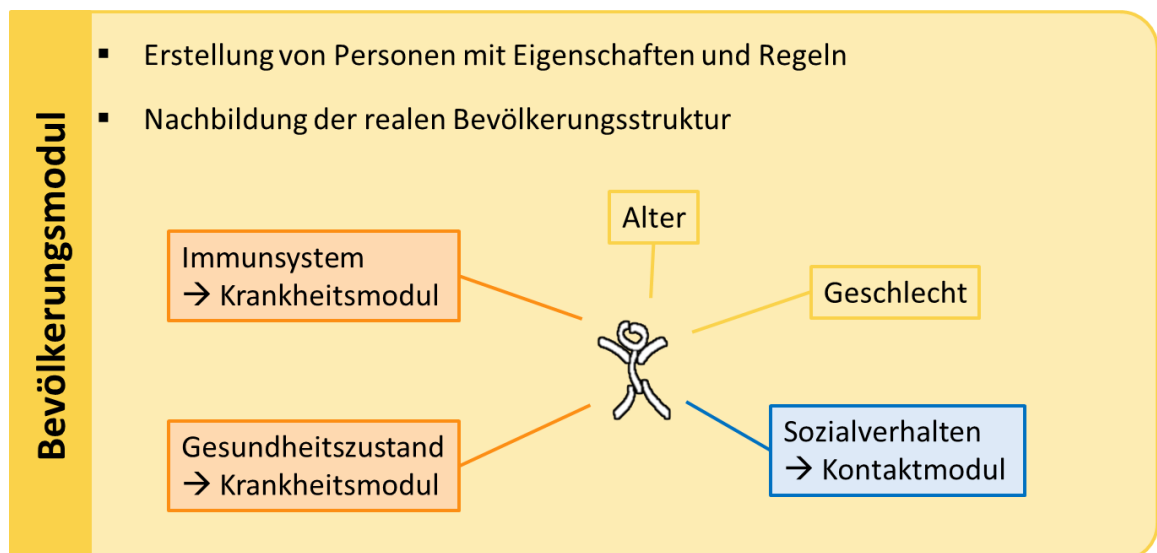 Bevölkerungsmodul
▪ Erstellung von Personen mit Eigenschaften und Regeln
▪ Nachbildung der realen Bevölkerungsstruktur
Alter
Immunsystem
→ Krankheitsmodul
Geschlecht
Gesundheitszustand
→ Krankheitsmodul
Sozialverhalten
→ Kontaktmodul